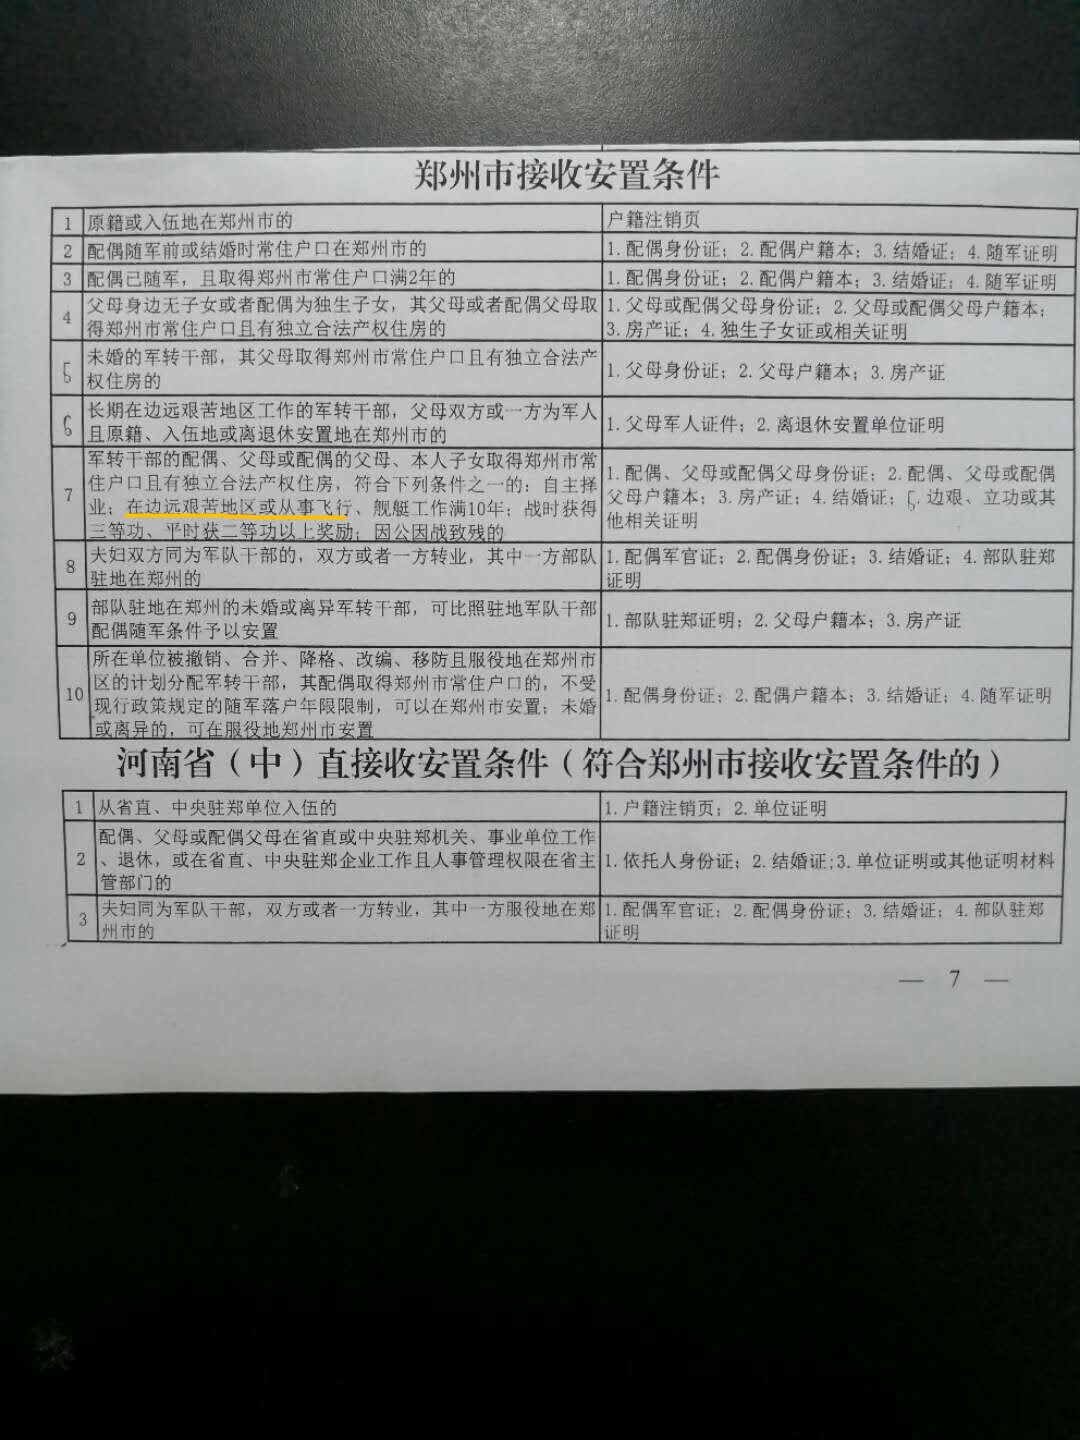 郑州市接收安置条件
1 原籍或入伍地在郑州市的 户籍注销页
2 配偶随军前或结婚时常住户口在郑州市的 1.配偶身份证；2.配偶户籍本；3.结婚证；4.随军证明
3 配偶已随军，且取得郑州市常住户口满2年的 1.配偶身份证；2.配偶户籍本；3.结婚证；4.随军证明
4 父母身边无子女或者配偶为独生子女，其父母或者配偶父母取
得郑州市常住户口且有独立合法产权住房的
1.父母或配偶父母身份证；2.父母或配偶父母户籍本；
3.房产证；4.独生子女证或相关证明
5 未婚的军转干部，其父母取得郑州市常住户口且有独立合法产
权住房的
1.父母身份证；2.父母户籍本；3.房产证
6 长期在边远艰苦地区工作的军转干部，父母双方或一方为军人
且原籍、入伍地或离退休安置地在郑州市的
1.父母军人证件；2.离退休安置单位证明
7 军转干部的配偶、父母或配偶的父母、本人子女取得郑州市常
住户口且有独立合法产权住房，符合下列条件之一的：自主择
业；在边远艰苦地区或从事飞行、舰艇工作满10年；战时获得
三等功、平时获二等功以上奖励；因公因战致残的
1.配偶、父母或配偶父母身份证；2.配偶、父母或配偶
父母户籍本；3.房产证；4.结婚证；5.边艰、立功或其
他相关证明
8 夫妇双方同为军队干部的，双方或者一方转业，其中一方部队
驻地在郑州的
1.配偶军官证；2.配偶身份证；3.结婚证；4.部队驻郑
证明
9 部队驻地在郑州的未婚或离异军转干部，可比照驻地军队干部
配偶随军条件予以安置
1.部队驻郑证明；2.父母户籍本；3.房产证
10 所在单位被撤销、合并、降格、改编、移防且服役地在郑州市
区的计划分配军转干部，其配偶取得郑州市常住户口的，不受
现行政策规定的随军落户年限限制，可以在郑州市安置；未婚
或离异的，可在服役地郑州市安置
1.配偶身份证；2.配偶户籍本；3.结婚证；4.随军证明
河南省（中）直接收安置条件（符合郑州市接收安置条件的）
1 从省直、中央驻郑单位入伍的 1.户籍注销页；2.单位证明
2 配偶、父母或配偶父母在省直或中央驻郑机关、事业单位工作
、退休，或在省直、中央驻郑企业工作且人事管理权限在省主
管部门的
1.依托人身份证；2.结婚证;3.单位证明或其他证明材料
3 夫妇同为军队干部，双方或者一方转业，其中一方服役地在郑
州市的
1.配偶军官证；2.配偶身份证；3.结婚证；4.部队驻郑
证明
— 7 —